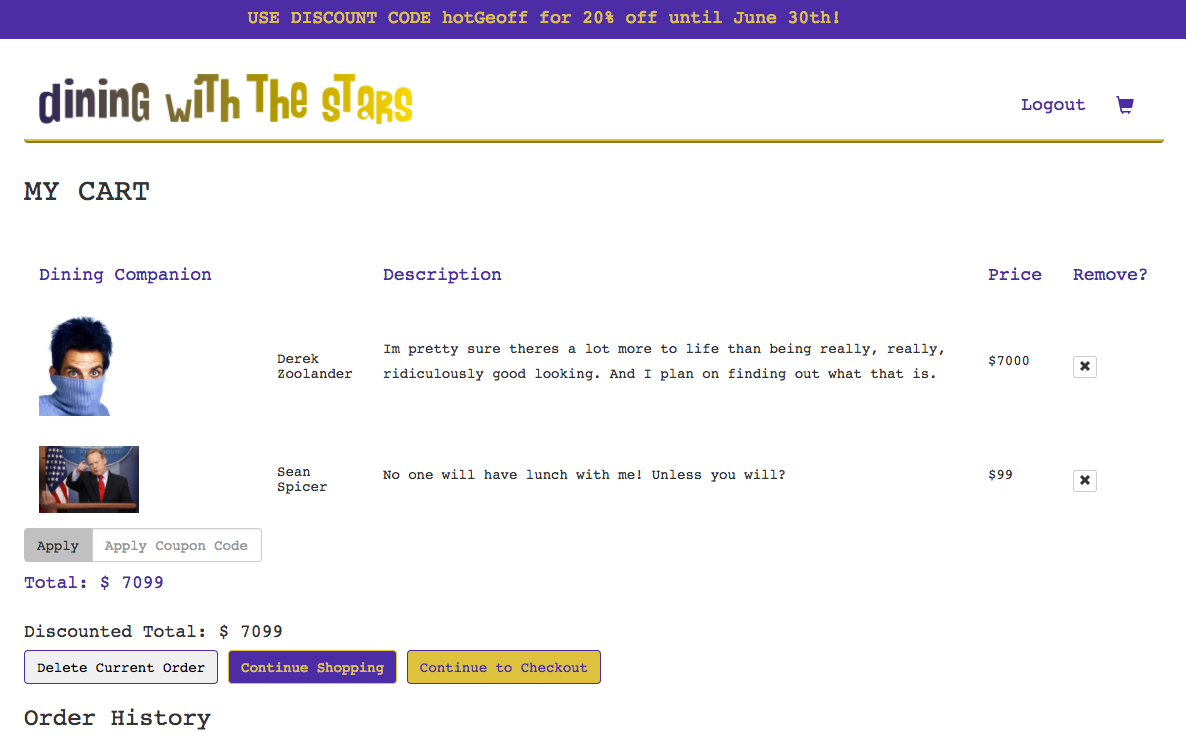 USE DISCOUNT CODE hotGeoff for 20% off until June 30th!
dining with The sTars
Logout
MY CART
Dining Companion Description Price Remove?
Derek
Zoolander
Im pretty sure theres a lot more to life than being really, really,
ridiculously good looking. And I plan on finding out what that is.
$7000
Sean
Spicer
No one will have lunch with me! Unless you will?
$99
Apply Apply Coupon Code
Total: $ 7099
Discounted Total: $ 7099
Delete Current Order Continue Shopping Continue to Checkout
Order History